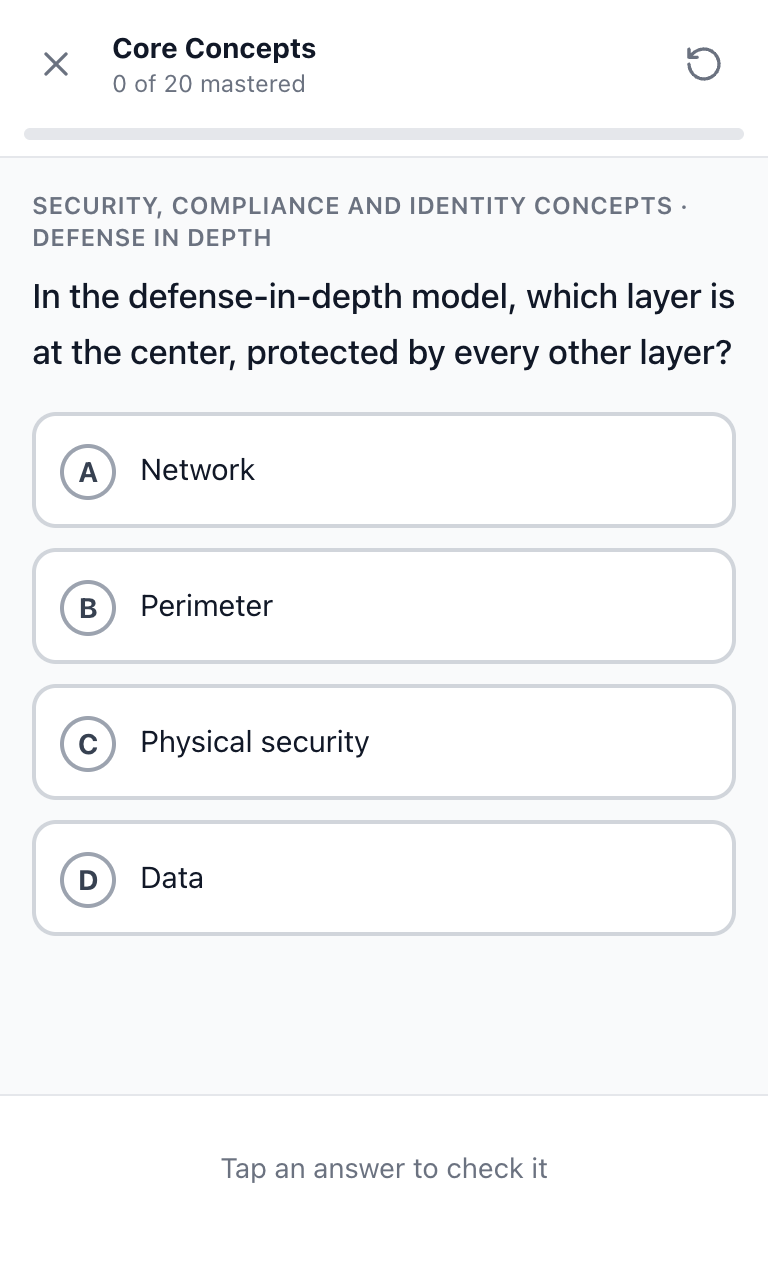 Core Concepts
0 of 20 mastered
SECURITY, COMPLIANCE AND IDENTITY CONCEPTS ·
DEFENSE IN DEPTH
In the defense-in-depth model, which layer is
at the center, protected by every other layer?
A Network
B Perimeter
C Physical security
D Data
Tap an answer to check it